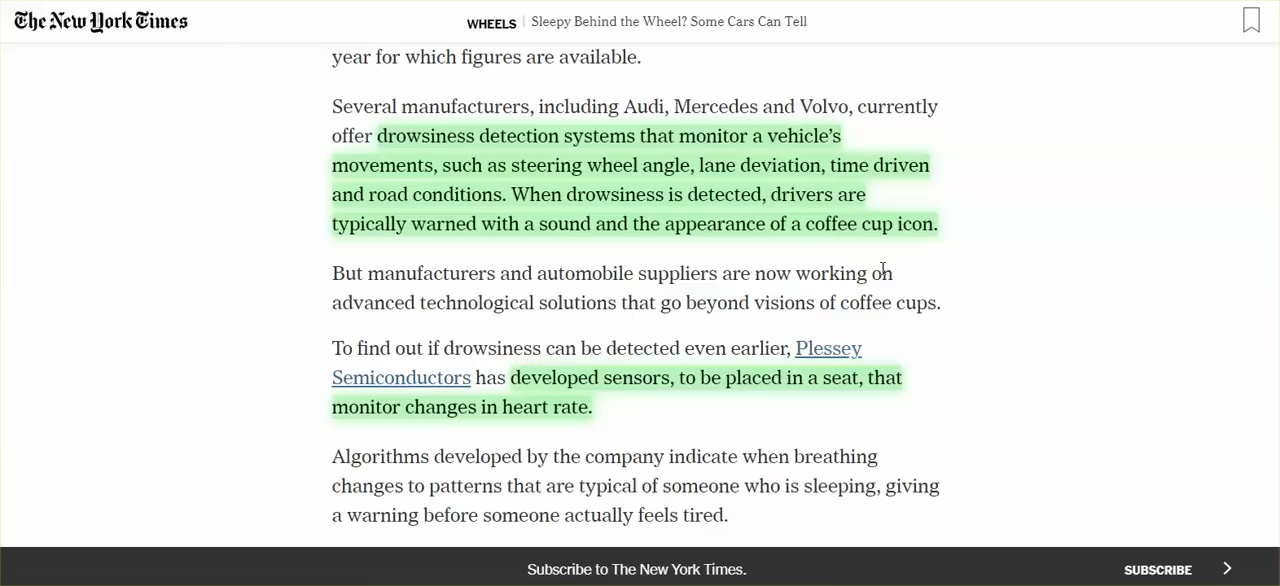 The New York Times
WHEELS | Sleepy Behind the Wheel? Some Cars Can Tell
year for which figures are available.
Several manufacturers, including Audi, Mercedes and Volvo, currently
offer drowsiness detection systems that monitor a vehicle’s
movements, such as steering wheel angle, lane deviation, time driven
and road conditions. When drowsiness is detected, drivers are
typically warned with a sound and the appearance of a coffee cup icon.
But manufacturers and automobile suppliers are now working on
advanced technological solutions that go beyond visions of coffee cups.
To find out if drowsiness can be detected even earlier, Plessey
Semiconductors has developed sensors, to be placed in a seat, that
monitor changes in heart rate.
Algorithms developed by the company indicate when breathing
changes to patterns that are typical of someone who is sleeping, giving
a warning before someone actually feels tired.
Subscribe to The New York Times.
SUBSCRIBE